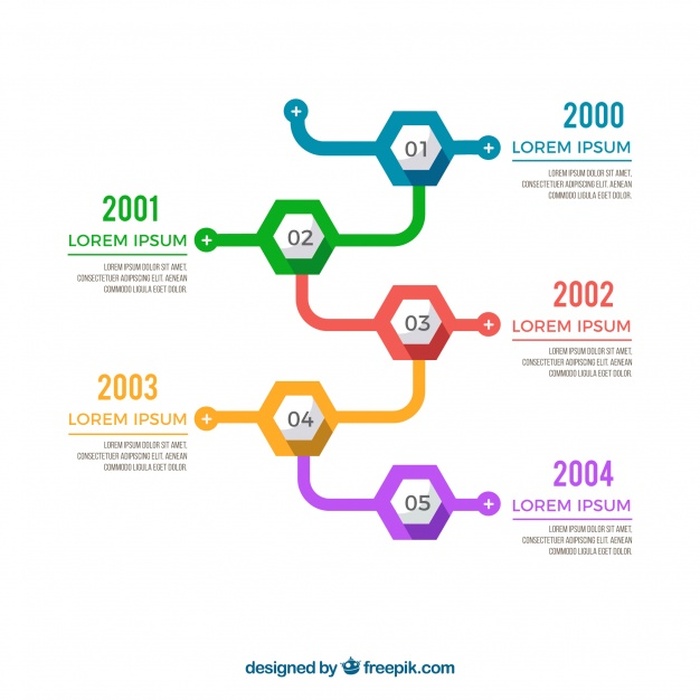 01
2000
LOREM IPSUM
LOREM IPSUM DOLOR SIT AMET,
CONSECTETUER ADIPISCING ELIT. AENEAN
COMMODO LIGULA EGET DOLOR.
2001
LOREM IPSUM
LOREM IPSUM DOLOR SIT AMET,
CONSECTETUER ADIPISCING ELIT. AENEAN
COMMODO LIGULA EGET DOLOR.
02
03
2002
LOREM IPSUM
LOREM IPSUM DOLOR SIT AMET,
CONSECTETUER ADIPISCING ELIT. AENEAN
COMMODO LIGULA EGET DOLOR.
2003
LOREM IPSUM
LOREM IPSUM DOLOR SIT AMET,
CONSECTETUER ADIPISCING ELIT. AENEAN
COMMODO LIGULA EGET DOLOR.
04
05
2004
LOREM IPSUM
LOREM IPSUM DOLOR SIT AMET,
CONSECTETUER ADIPISCING ELIT. AENEAN
COMMODO LIGULA EGET DOLOR.
designed by freepik.com